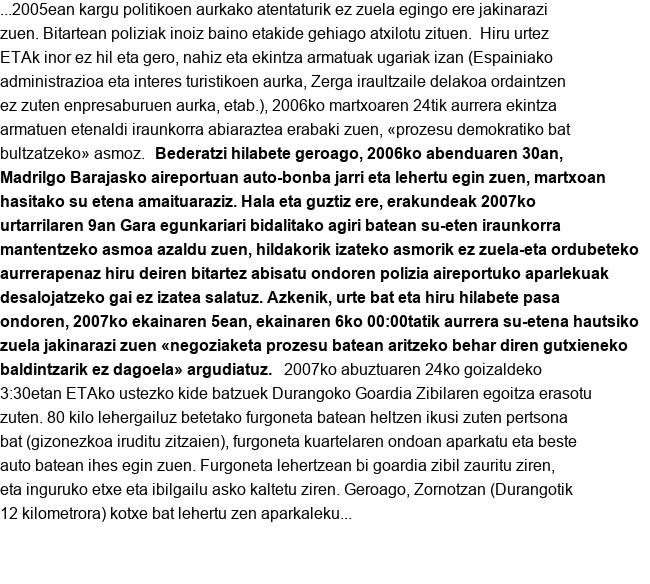 ...2005ean kargu politikoen aurkako atentaturik ez zuela egingo ere jakinarazi
zuen. Bitartean poliziak inoiz baino etakide gehiago atxilotu zituen.  Hiru urtez
ETAk inor ez hil eta gero, nahiz eta ekintza armatuak ugariak izan (Espainiako
administrazioa eta interes turistikoen aurka, Zerga iraultzaile delakoa ordaintzen
ez zuten enpresaburuen aurka, etab.), 2006ko martxoaren 24tik aurrera ekintza
armatuen etenaldi iraunkorra abiaraztea erabaki zuen, «prozesu demokratiko bat
bultzatzeko» asmoz.  Bederatzi hilabete geroago, 2006ko abenduaren 30an,
Madrilgo Barajasko aireportuan auto-bonba jarri eta lehertu egin zuen, martxoan
hasitako su etena amaituaraziz. Hala eta guztiz ere, erakundeak 2007ko
urtarrilaren 9an Gara egunkariari bidalitako agiri batean su-eten iraunkorra
mantentzeko asmoa azaldu zuen, hildakorik izateko asmorik ez zuela-eta ordubeteko
aurrerapenaz hiru deiren bitartez abisatu ondoren polizia aireportuko aparlekuak
desalojatzeko gai ez izatea salatuz. Azkenik, urte bat eta hiru hilabete pasa
ondoren, 2007ko ekainaren 5ean, ekainaren 6ko 00:00tatik aurrera su-etena hautsiko
zuela jakinarazi zuen «negoziaketa prozesu batean aritzeko behar diren gutxieneko
baldintzarik ez dagoela» argudiatuz.  2007ko abuztuaren 24ko goizaldeko
3:30etan ETAko ustezko kide batzuek Durangoko Goardia Zibilaren egoitza erasotu
zuten. 80 kilo lehergailuz betetako furgoneta batean heltzen ikusi zuten pertsona
bat (gizonezkoa iruditu zitzaien), furgoneta kuartelaren ondoan aparkatu eta beste
auto batean ihes egin zuen. Furgoneta lehertzean bi goardia zibil zauritu ziren,
eta inguruko etxe eta ibilgailu asko kaltetu ziren. Geroago, Zornotzan (Durangotik
12 kilometrora) kotxe bat lehertu zen aparkaleku...